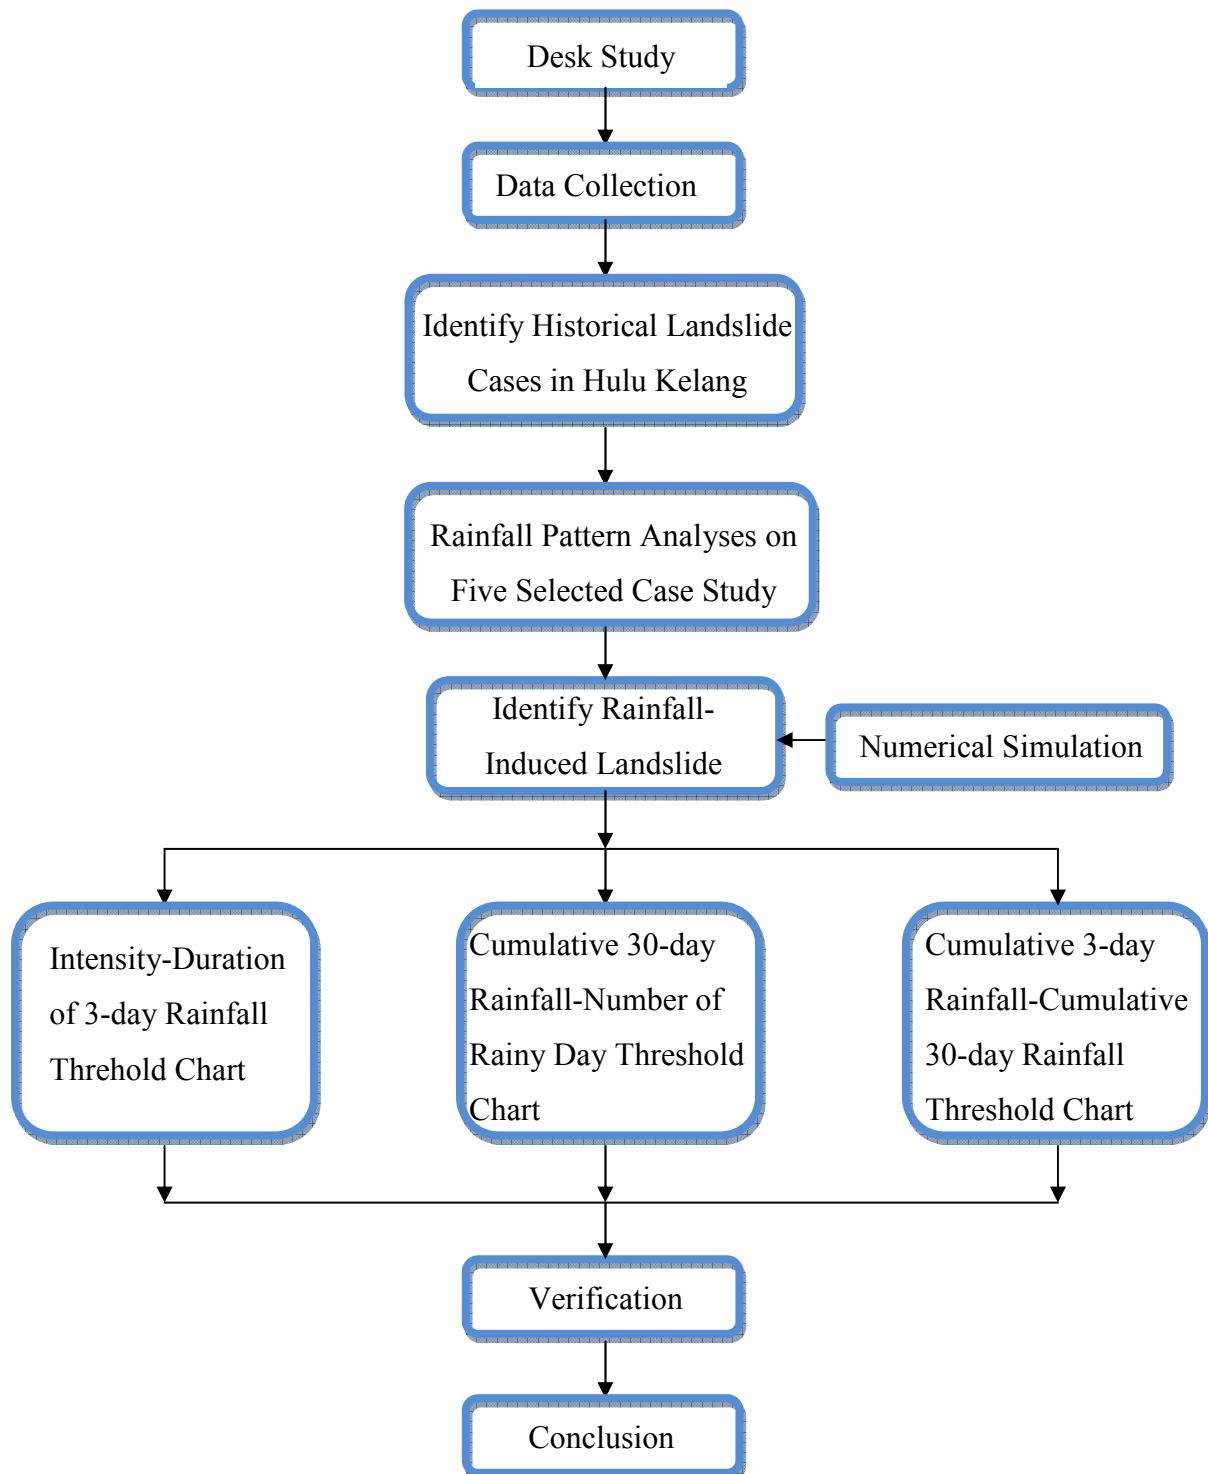 Desk Study
Data Collection
Identify Historical Landslide
Cases in Hulu Kelang
Rainfall Pattern Analyses on
Five Selected Case Study
Identify Rainfall-
Induced Landslide
Numerical Simulation
Intensity-Duration
of 3-day Rainfall
Threhold Chart
Cumulative 30-day
Rainfall-Number of
Rainy Day Threshold
Chart
Cumulative 3-day
Rainfall-Cumulative
30-day Rainfall
Threshold Chart
Verification
Conclusion